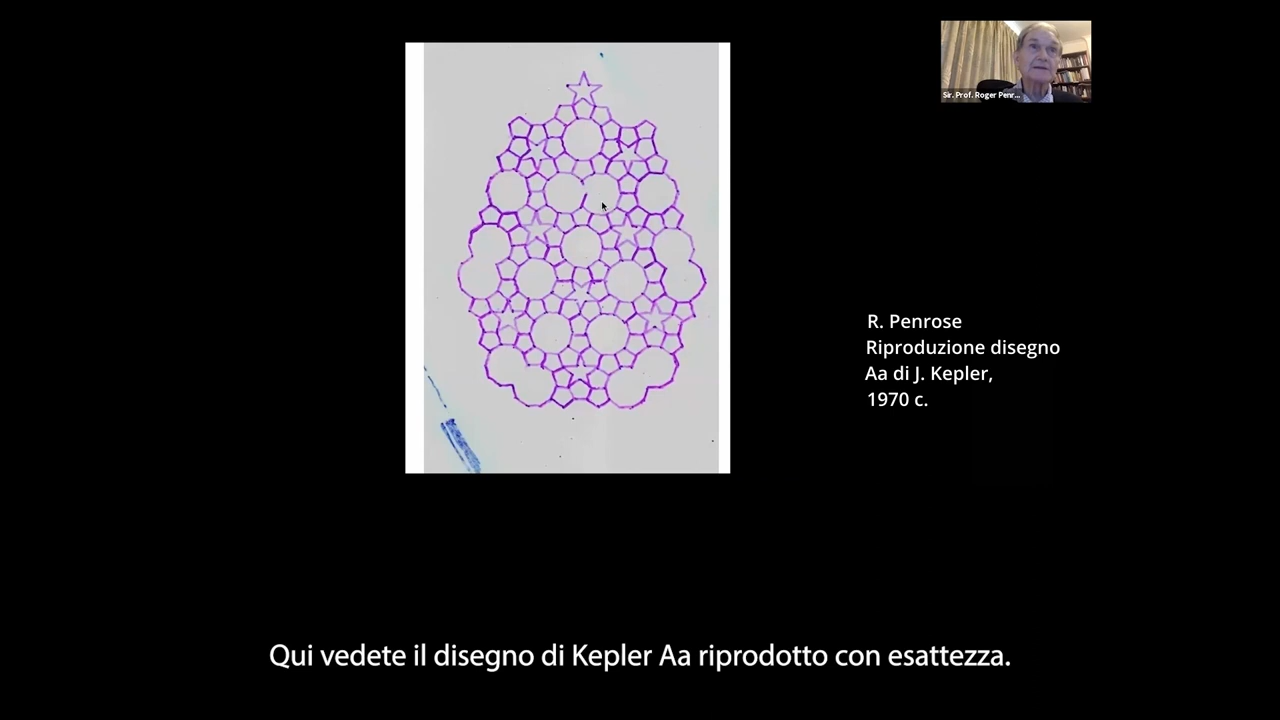 Sir. Prof. Roger Penr...
R. Penrose
Riproduzione disegno
Aa di J. Kepler,
1970 c.
Qui vedete il disegno di Kepler Aa riprodotto con esattezza.